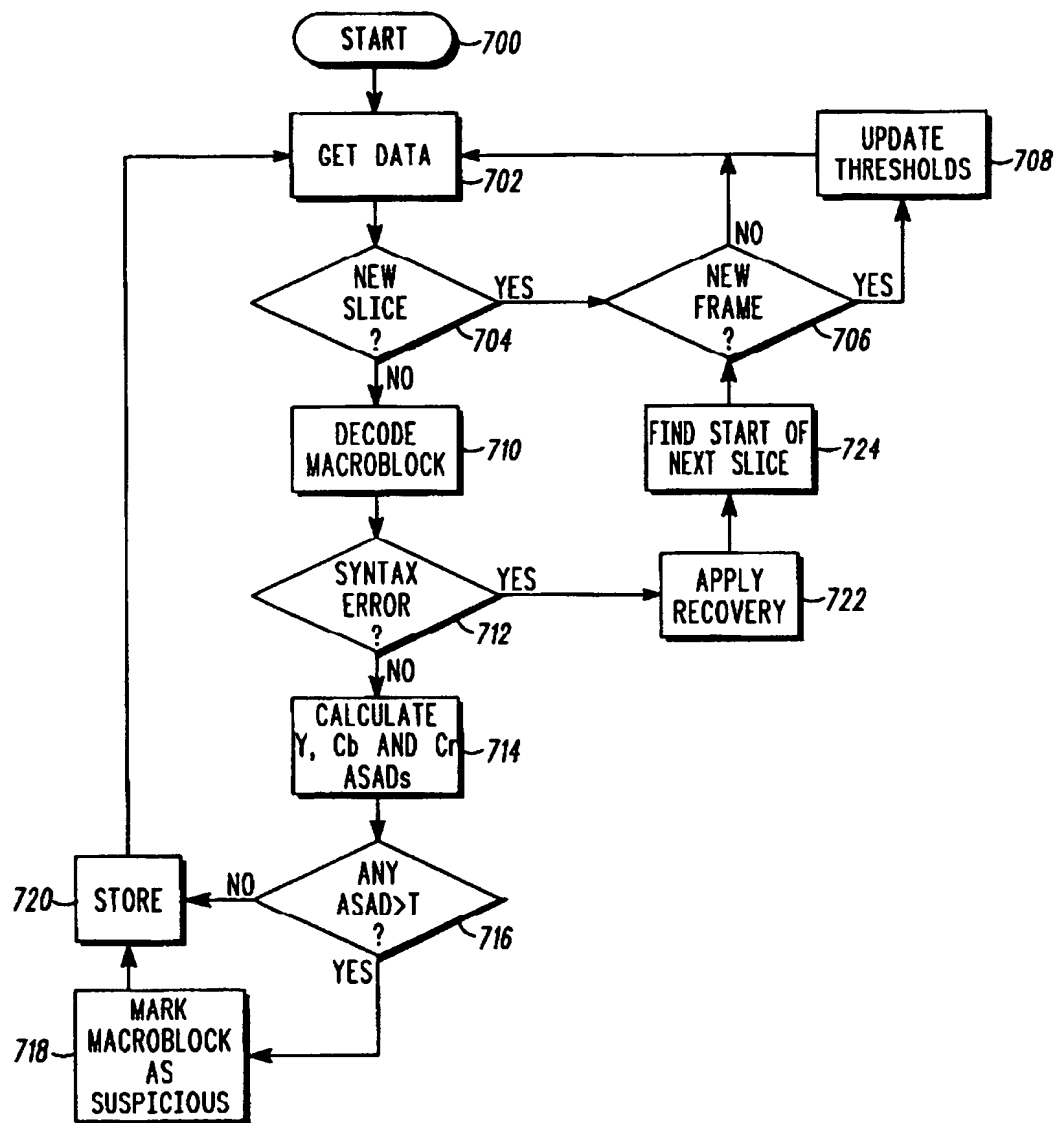 START
700
GET DATA
702
UPDATE
THRESHOLDS
708
NEW
SLICE
?
704
YES
NO
NEW
FRAME
?
706
NO
YES
DECODE
MACROBLOCK
710
FIND START OF
NEXT SLICE
724
SYNTAX
ERROR
?
712
YES
NO
APPLY
RECOVERY
722
CALCULATE
Y, Cb AND Cr
ASADs
714
ANY
ASAD>T
?
716
NO
YES
720
STORE
718
MARK
MACROBLOCK
AS
SUSPICIOUS